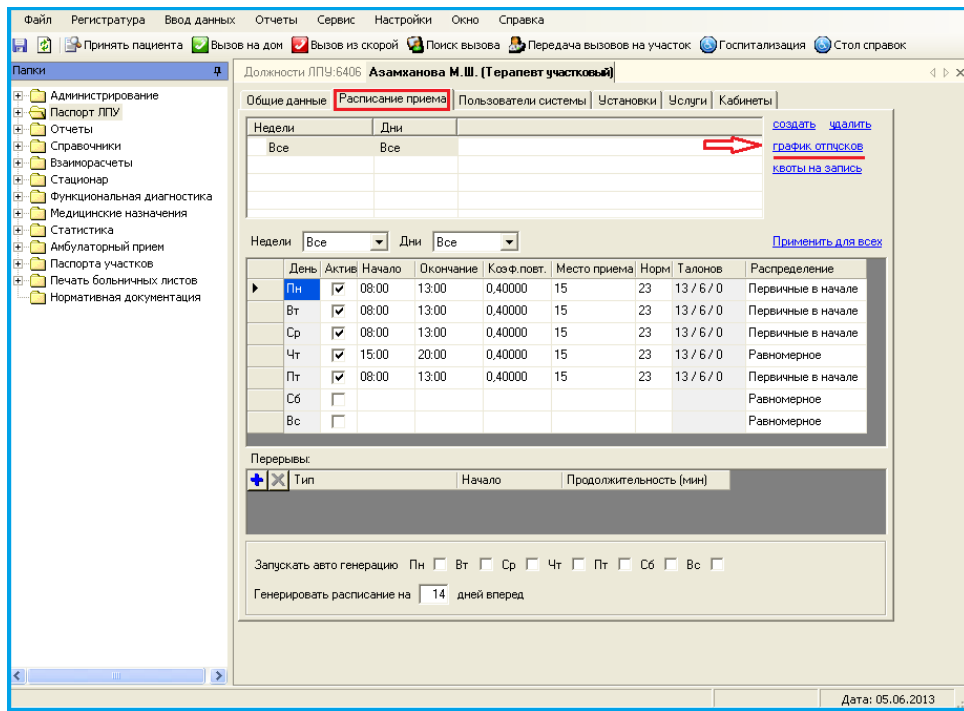 Файл Регистратура Ввод данных Отчеты Сервис Настройки Окно Справка
Принять пациента Вызов на дом Вызов из скорой Поиск вызова Передача вызовов на участок Госпитализация Стол справок
Папки
Администрирование
Паспорт ЛПУ
Отчеты
Справочники
Взаиморасчеты
Стационар
Функциональная диагностика
Медицинские назначения
Статистика
Амбулаторный прием
Паспорта участков
Печать больничных листов
Нормативная документация
Должности ЛПУ:6406 Азамханова М.Ш. (Терапевт участковый)
Общие данные Расписание приема Пользователи системы Установки Услуги Кабинеты
Недели Дни
Все Все
создать удалить
график отпусков
квоты на запись
Недели Все Дни Все Применить для всех
День Актив Начало Окончание Коэф.повт. Место приема Норм Талонов Распределение
Пн 08:00 13:00 0,40000 15 23 13 / 6 / 0 Первичные в начале
Вт 08:00 13:00 0,40000 15 23 13 / 6 / 0 Первичные в начале
Ср 08:00 13:00 0,40000 15 23 13 / 6 / 0 Первичные в начале
Чт 15:00 20:00 0,40000 15 23 13 / 6 / 0 Равномерное
Пт 08:00 13:00 0,40000 15 23 13 / 6 / 0 Первичные в начале
Сб Равномерное
Вс Равномерное
Перерывы:
Тип Начало Продолжительность (мин)
Запускать авто генерацию Пн Вт Ср Чт Пт Сб Вс
Генерировать расписание на 14 дней вперед
Дата: 05.06.2013